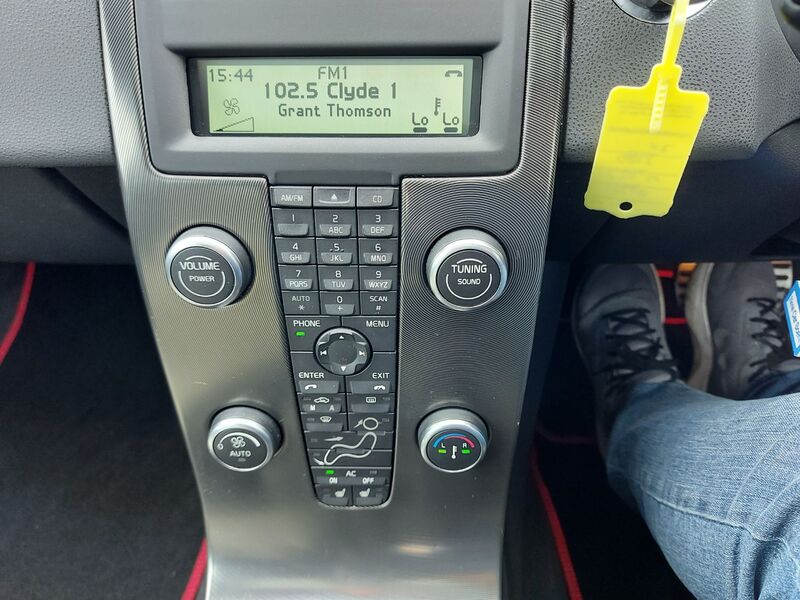 15:44 FM1
102.5 Clyde 1
Grant Thomson
Lo Lo
AM/FM CD
1 2 ABC 3 DEF
4 GHI 5 JKL 6 MNO
7 PQRS 8 TUV 9 WXYZ
AUTO * 0 + SCAN #
VOLUME
POWER
TUNING
SOUND
PHONE MENU
ENTER EXIT
M A
AUTO
0
L R
AC
ON OFF